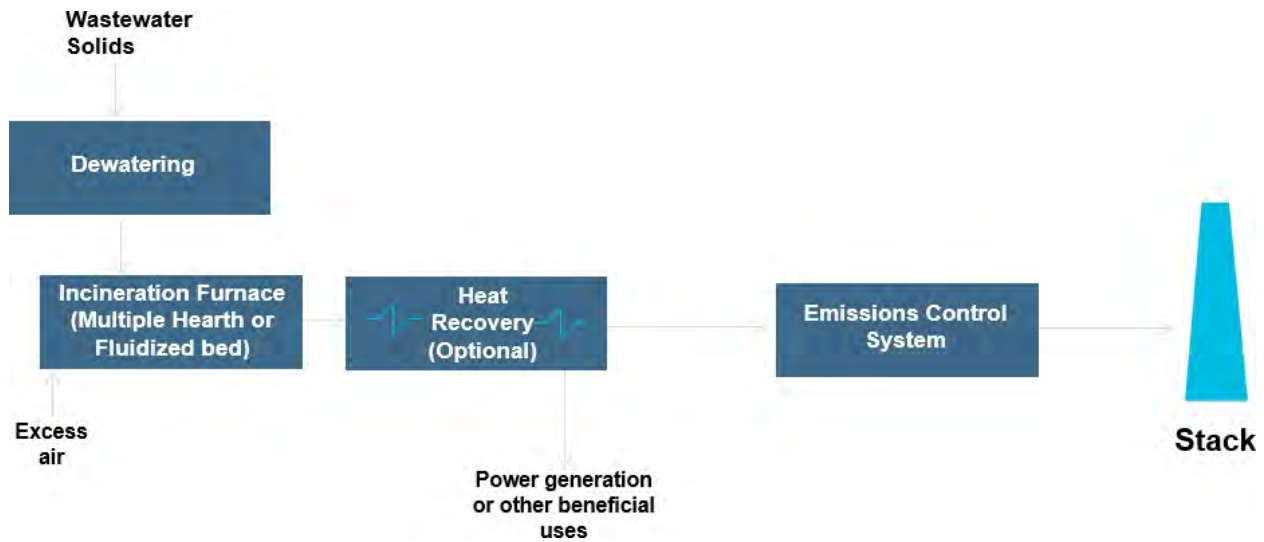 Wastewater
Solids
Dewatering
Incineration Furnace
(Multiple Hearth or
Fluidized bed)
Heat
Recovery
(Optional)
Emissions Control
System
Excess
air
Power generation
or other beneficial
uses
Stack